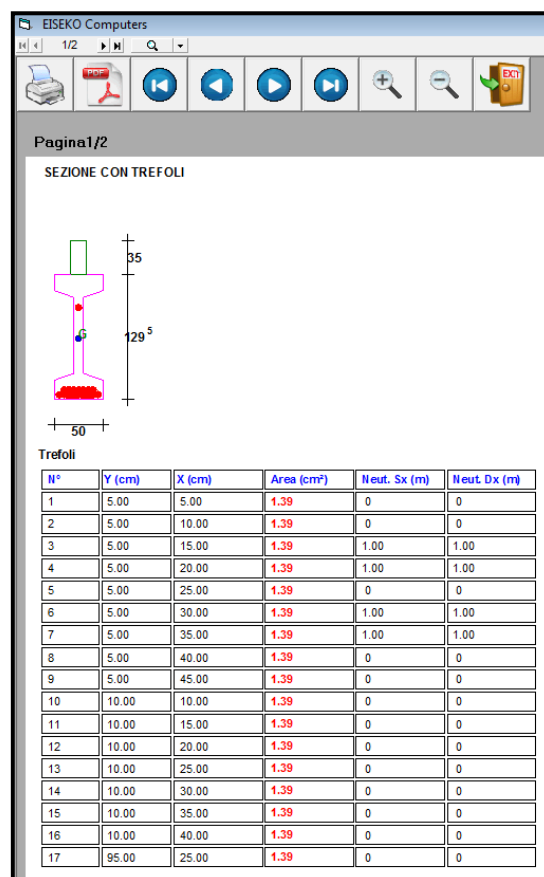 EISEKO Computers
1/2
PDF
EXIT
Pagina1/2
SEZIONE CON TREFOLI
35
G
129 5
50
Trefoli
N° Y (cm) X (cm) Area (cm²) Neut. Sx (m) Neut. Dx (m)
1 5.00 5.00 1.39 0 0
2 5.00 10.00 1.39 0 0
3 5.00 15.00 1.39 1.00 1.00
4 5.00 20.00 1.39 1.00 1.00
5 5.00 25.00 1.39 0 0
6 5.00 30.00 1.39 1.00 1.00
7 5.00 35.00 1.39 1.00 1.00
8 5.00 40.00 1.39 0 0
9 5.00 45.00 1.39 0 0
10 10.00 10.00 1.39 0 0
11 10.00 15.00 1.39 0 0
12 10.00 20.00 1.39 0 0
13 10.00 25.00 1.39 0 0
14 10.00 30.00 1.39 0 0
15 10.00 35.00 1.39 0 0
16 10.00 40.00 1.39 0 0
17 95.00 25.00 1.39 0 0